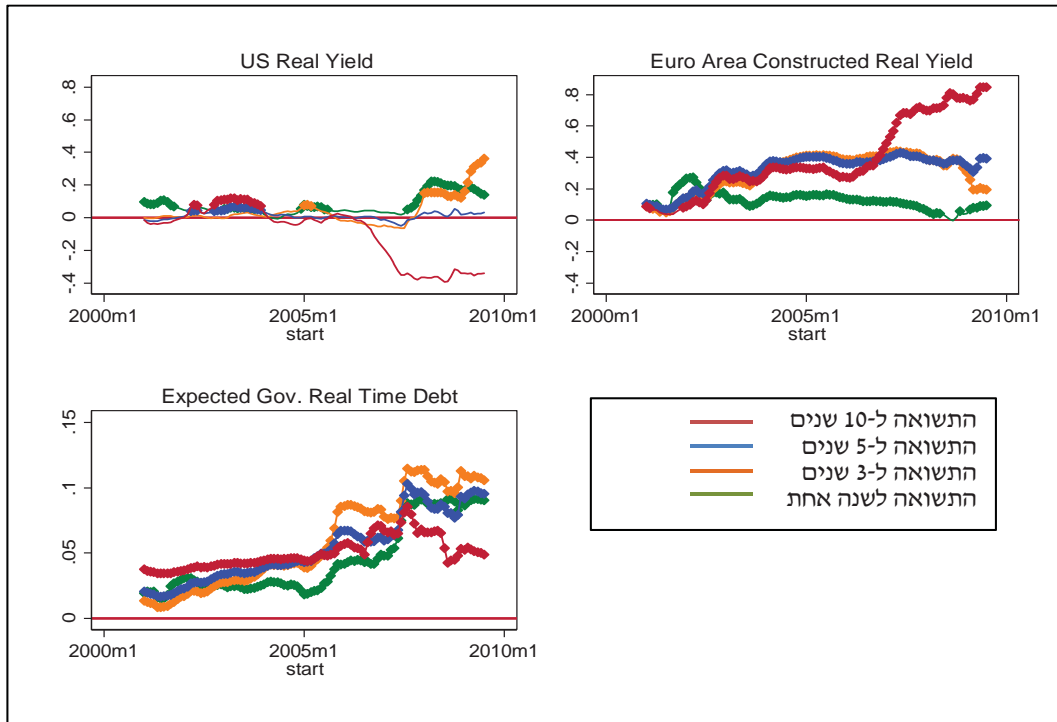 US Real Yield
.8
.6
.4
.2
0
-.2
-.4
2000m1 2005m1 2010m1
start
Euro Area Constructed Real Yield
.8
.6
.4
.2
0
-.2
-.4
2000m1 2005m1 2010m1
start
Expected Gov. Real Time Debt
.15
.1
.05
0
2000m1 2005m1 2010m1
start
התשואה ל-10 שנים
התשואה ל-5 שנים
התשואה ל-3 שנים
התשואה לשנה אחת